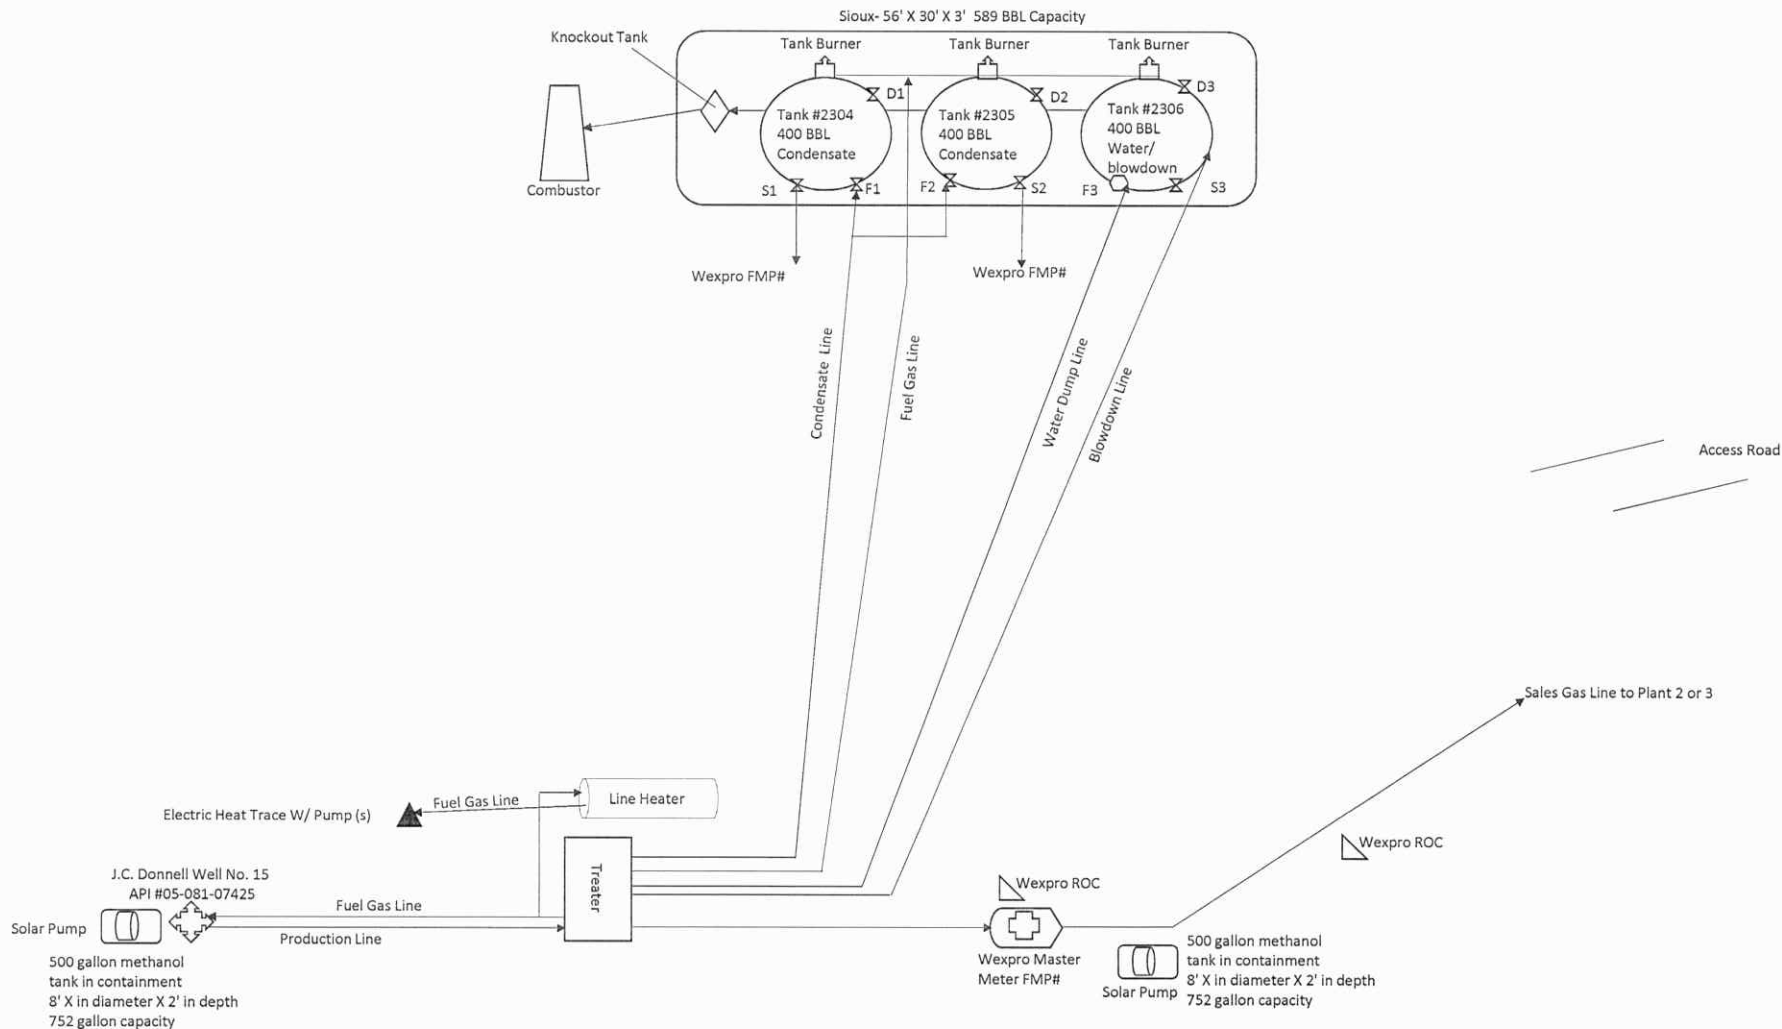 Sioux- 56' X 30' X 3'  589 BBL Capacity
Knockout Tank
Tank Burner
Tank Burner
Tank Burner
D1
D2
D3
Tank #2304
400 BBL
Condensate
Tank #2305
400 BBL
Condensate
Tank #2306
400 BBL
Water/
blowdown
Combustor
S1
F1
F2
S2
F3
S3
Wexpro FMP#
Wexpro FMP#
Condensate Line
Fuel Gas Line
Water Dump Line
Blowdown Line
Access Road
Sales Gas Line to Plant 2 or 3
Fuel Gas Line
Line Heater
Electric Heat Trace W/ Pump (s)
Wexpro ROC
Treater
J.C. Donnell Well No. 15
API #05-081-07425
Wexpro ROC
Fuel Gas Line
Solar Pump
Production Line
500 gallon methanol
tank in containment
8' X in diameter X 2' in depth
752 gallon capacity
Wexpro Master
Meter FMP#
Solar Pump
500 gallon methanol
tank in containment
8' X in diameter X 2' in depth
752 gallon capacity